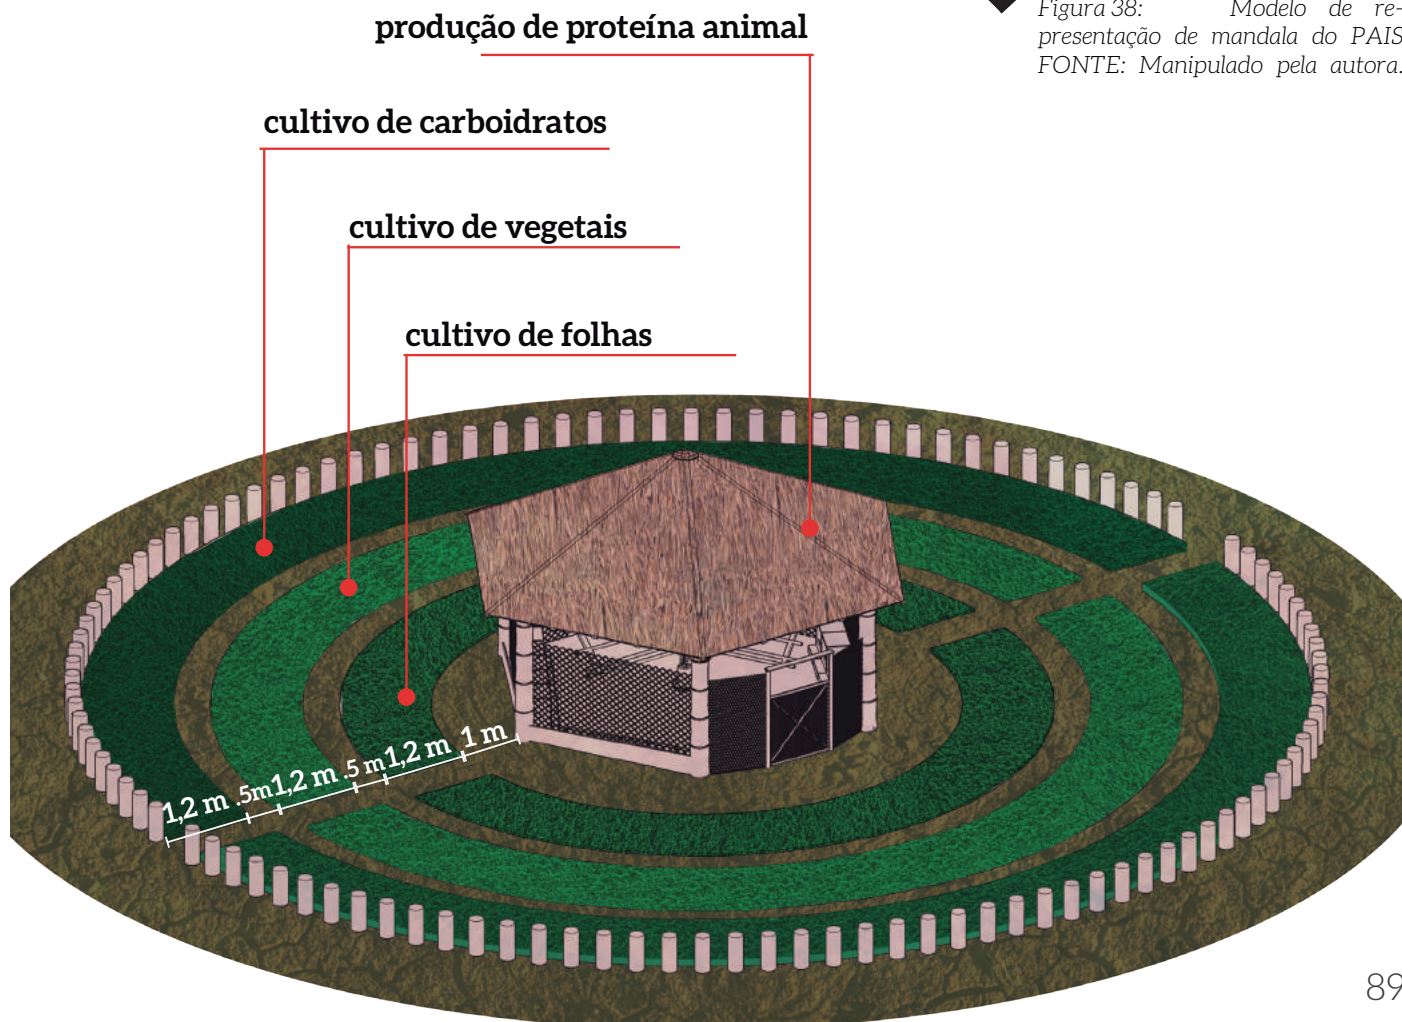 Figura 38: Modelo de re-
presentação de mandala do PAIS
FONTE: Manipulado pela autora.
produção de proteína animal
cultivo de carboidratos
cultivo de vegetais
cultivo de folhas
1,2 m .5m 1,2 m .5 m 1,2 m 1 m
89